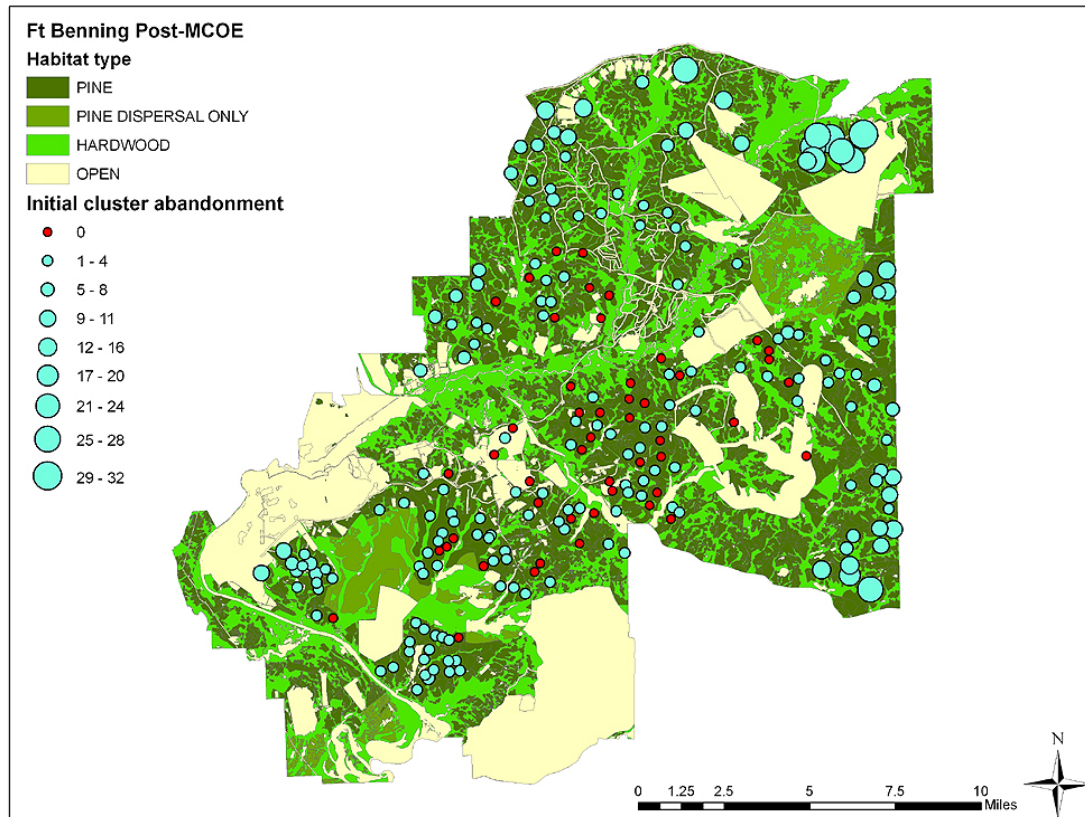 Ft Benning Post-MCOE
Habitat type
PINE
PINE DISPERSAL ONLY
HARDWOOD
OPEN
Initial cluster abandonment
0
1 - 4
5 - 8
9 - 11
12 - 16
17 - 20
21 - 24
25 - 28
29 - 32
N
0 1.25 2.5 5 7.5 10
Miles